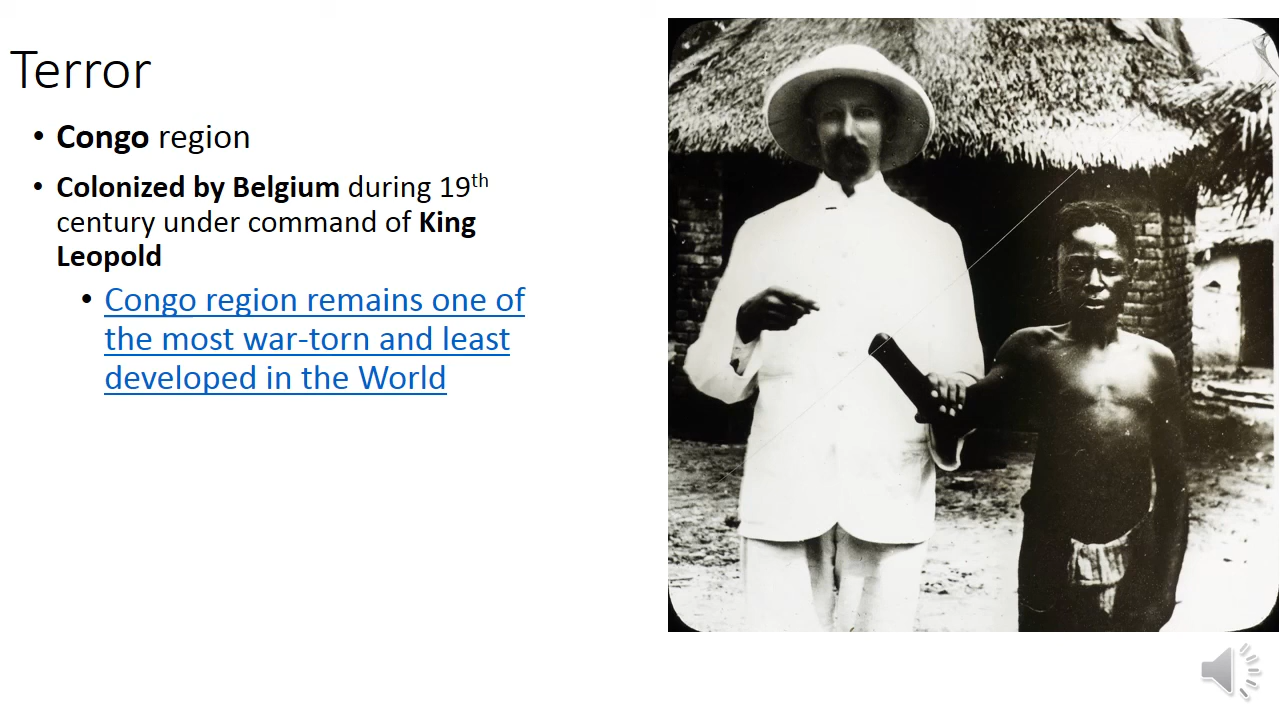 Terror
• Congo region
• Colonized by Belgium during 19th
century under command of King
Leopold
• Congo region remains one of
the most war-torn and least
developed in the World